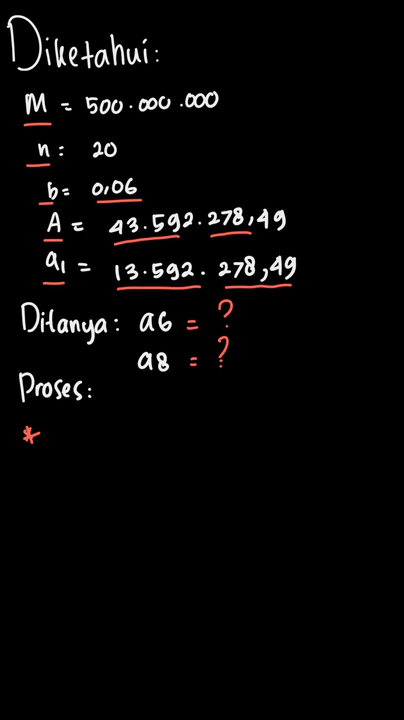 Diketahui:
M = 500.000.000
n: 20
b= 0,06
A = 43.592.278,49
a1 = 13.592.278,49
Ditanya: a6 = ?
a8 = ?
Proses:
*